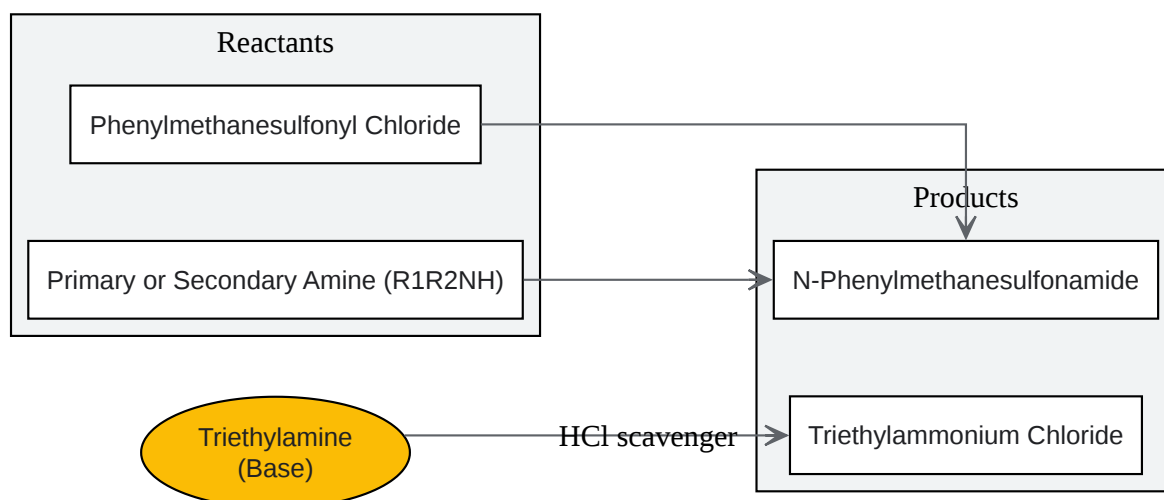 Reactants
Phenylmethanesulfonyl Chloride
Products
Primary or Secondary Amine (R1R2NH)
N-Phenylmethanesulfonamide
Triethylamine
(Base)
HCl scavenger
Triethylammonium Chloride